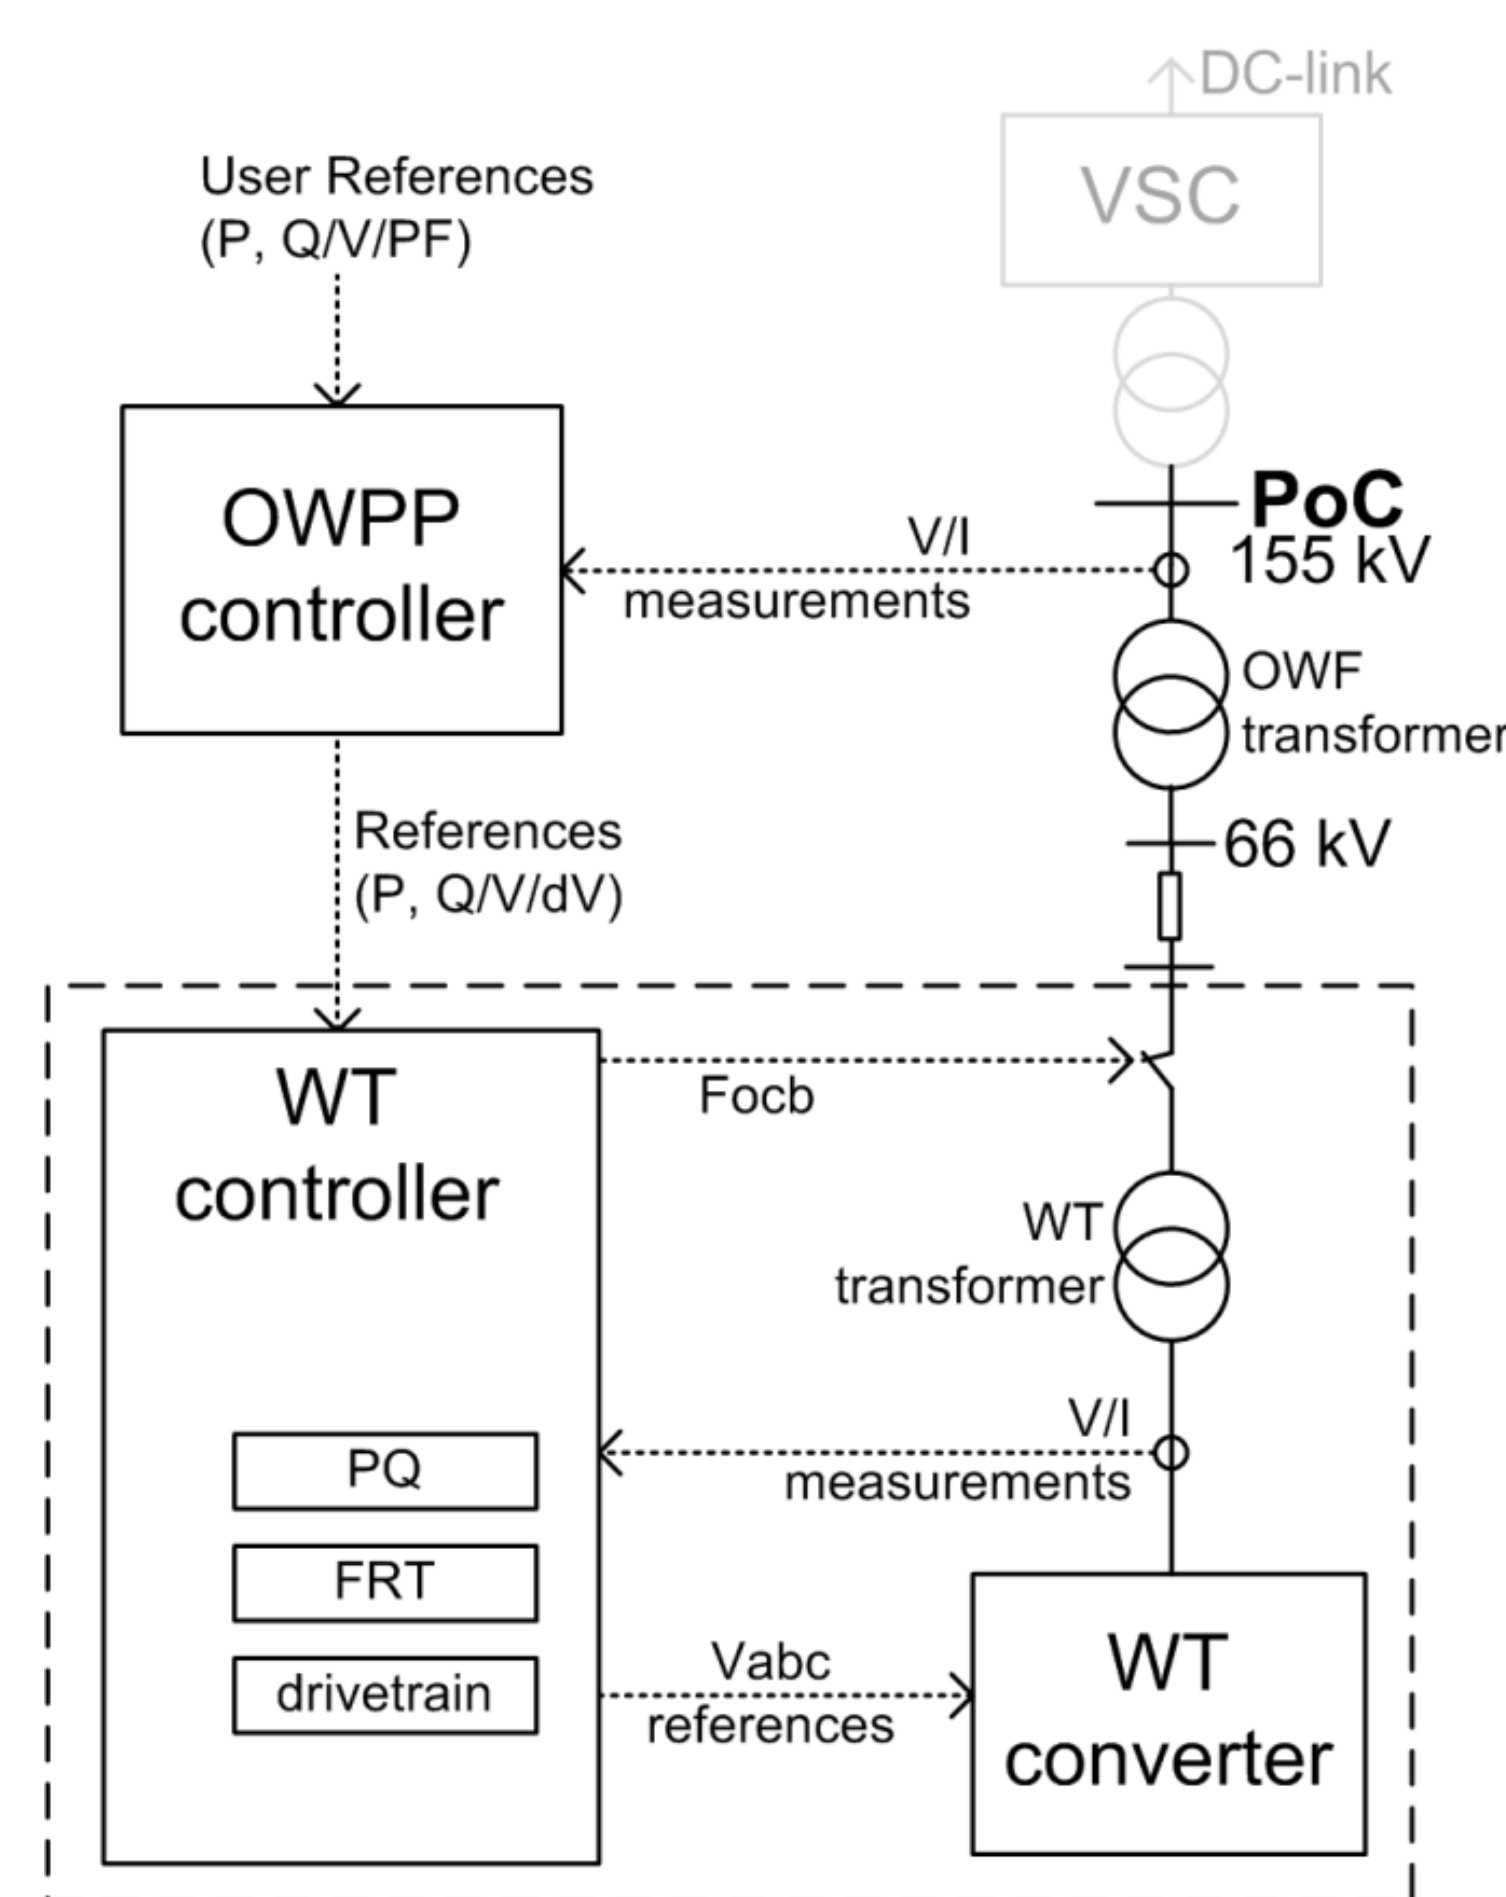 DC-link
VSC
User References
(P, Q/V/PF)
OWPP
controller
V/I
measurements
PoC
155 kV
OWF
transformer
References
(P, Q/V/dV)
66 kV
WT
controller
Focb
WT
transformer
V/I
measurements
PQ
FRT
drivetrain
Vabc
references
WT
converter